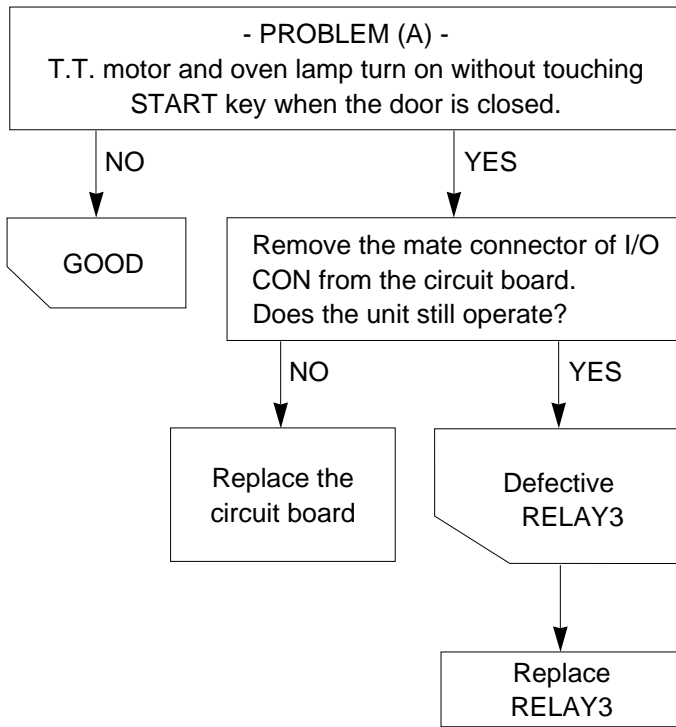 - PROBLEM (A) -
T.T. motor and oven lamp turn on without touching
START key when the door is closed.
NO
YES
GOOD
Remove the mate connector of I/O
CON from the circuit board.
Does the unit still operate?
NO
YES
Replace the
circuit board
Defective
RELAY3
Replace
RELAY3